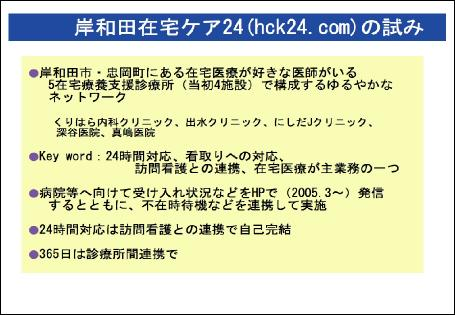 岸和田在宅ケア24(hck24.com)の試み
●岸和田市・忠岡町にある在宅医療が好きな医師がいる
5在宅療養支援診療所（当初4施設）で構成するゆるやかな
ネットワーク
くりはら内科クリニック、出水クリニック、にしだJクリニック、
深谷医院、真嶋医院
●Key word：24時間対応、看取りへの対応、
訪問看護との連携、在宅医療が主業務の一つ
●病院等へ向けて受け入れ状況などをHPで（2005.3～）発信
するとともに、不在時待機などを連携して実施
●24時間対応は訪問看護との連携で自己完結
●365日は診療所間連携で